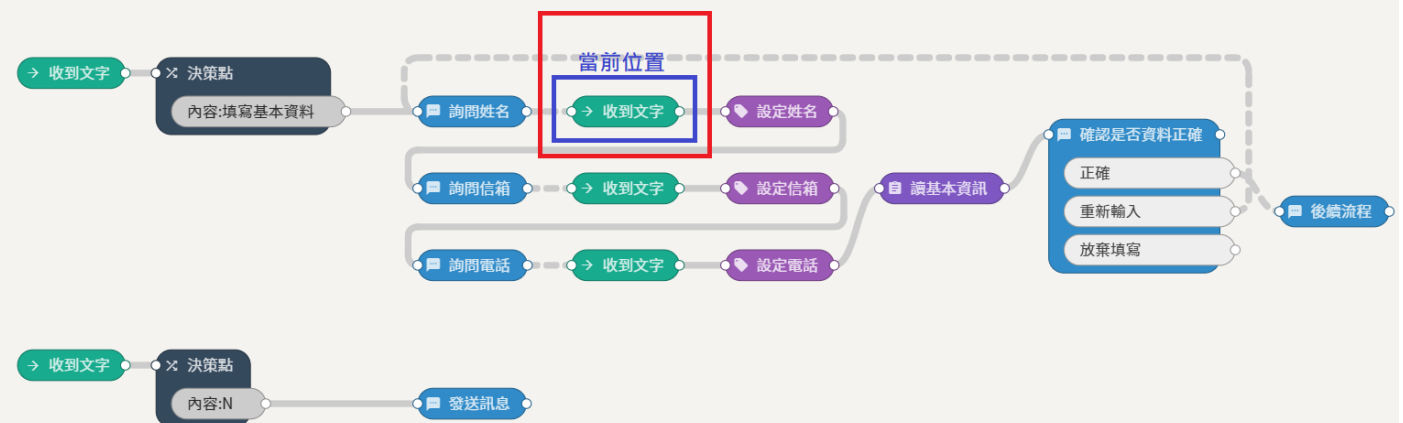 當前位置
收到文字
決策點
內容:填寫基本資料
詢問姓名
收到文字
設定姓名
詢問信箱
收到文字
設定信箱
詢問電話
收到文字
設定電話
讀基本資訊
確認是否資料正確
正確
重新輸入
放棄填寫
後續流程
收到文字
決策點
內容:N
發送訊息